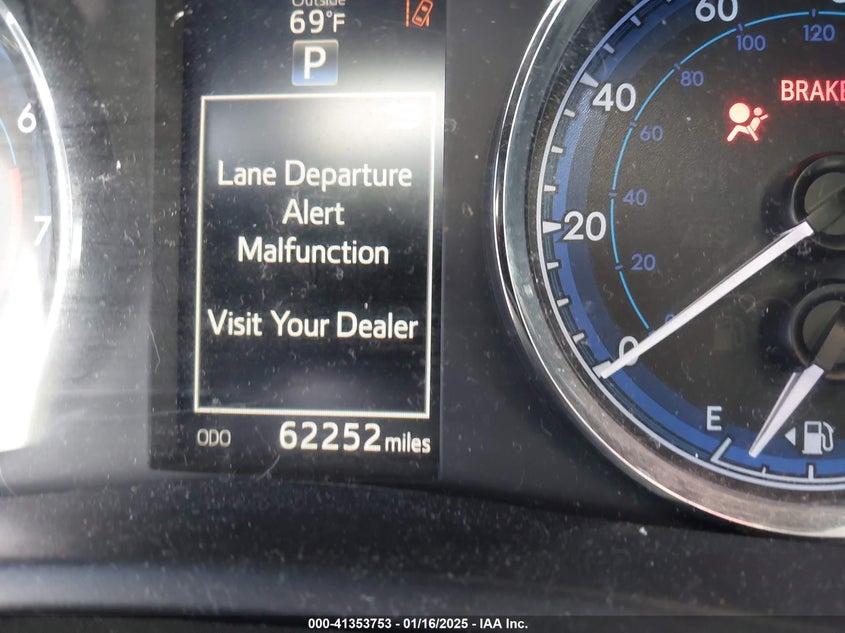 Outside
69°F
P
Lane Departure
Alert
Malfunction
Visit Your Dealer
ODO 62252 miles
6
7
60
40
20
0
100
120
80
60
40
20
BRAKE
E
000-41353753 - 01/16/2025 - IAA Inc.